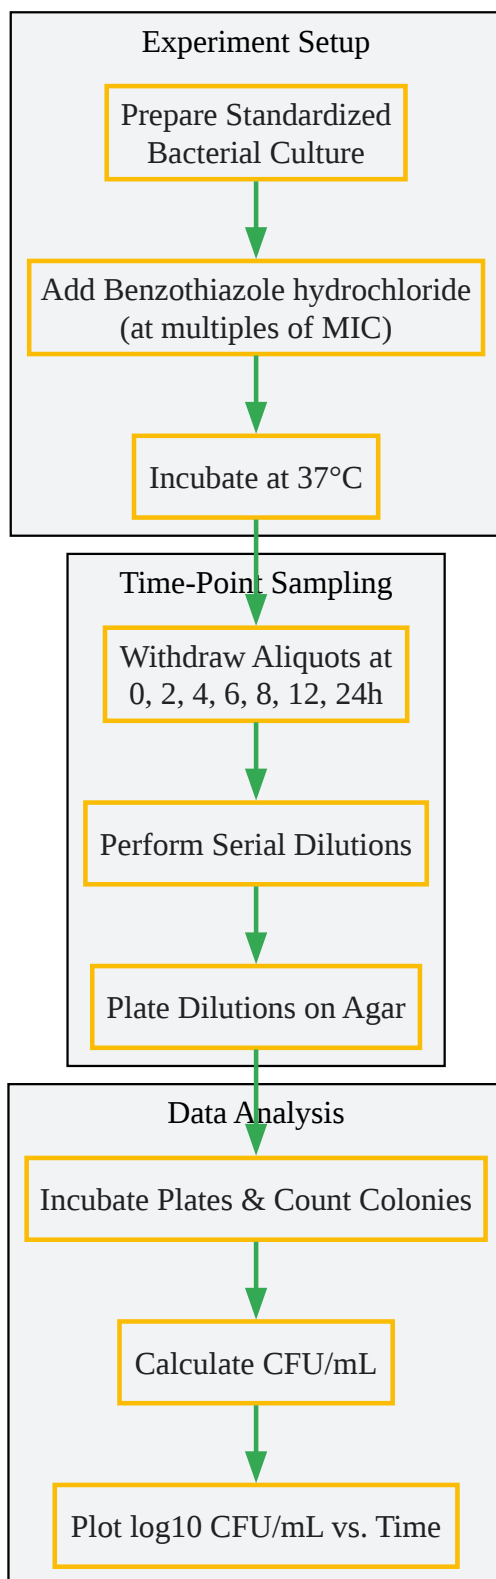 Experiment Setup
Prepare Standardized
Bacterial Culture
Add Benzothiazole hydrochloride
(at multiples of MIC)
Incubate at 37°C
Time-Point Sampling
Withdraw Aliquots at
0, 2, 4, 6, 8, 12, 24h
Perform Serial Dilutions
Plate Dilutions on Agar
Data Analysis
Incubate Plates & Count Colonies
Calculate CFU/mL
Plot log10 CFU/mL vs. Time